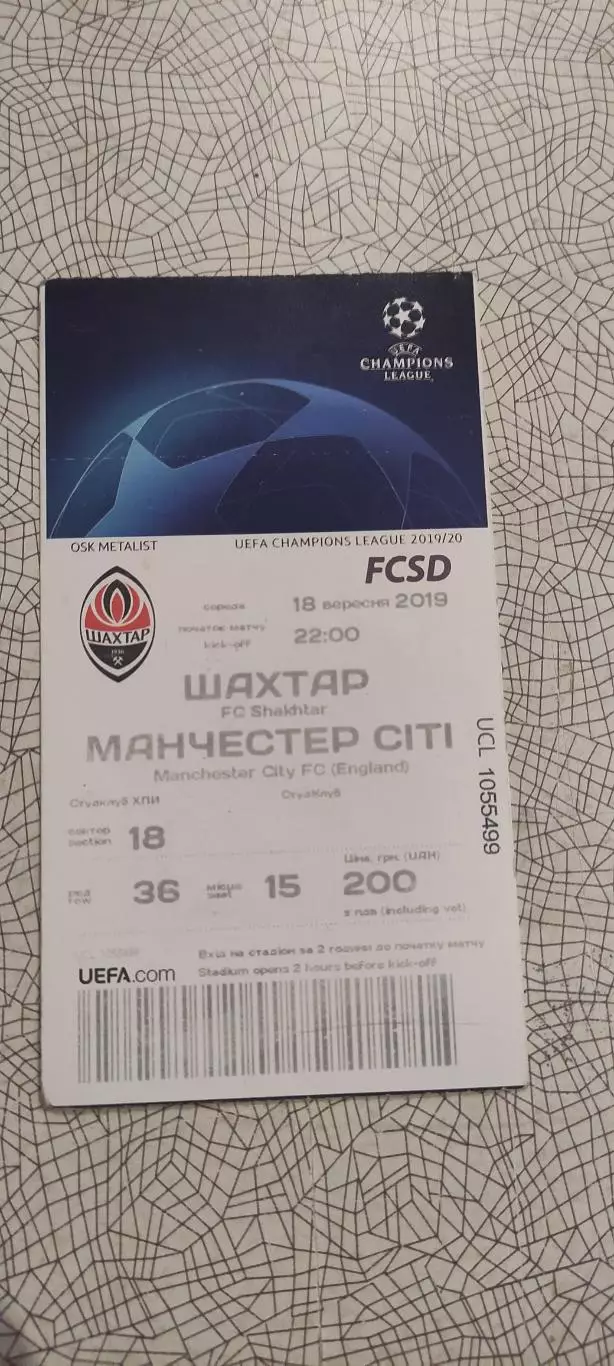 UEFA
CHAMPIONS
LEAGUE
OSK METALIST
UEFA CHAMPIONS LEAGUE 2019/20
FCSD
ШАХТАР
1936
середа 18 вересня 2019
початок матчу
kick-off
22:00
ШАХТАР
FC Shakhtar
МАНЧЕСТЕР СІТІ
Manchester City FC (England)
Студклуб ХПИ
СтудКлуб
сектор
section
18
ряд
row
36
місце
seat
15
Ціна, грн. (UAH)
200
з пдв (including vat)
UCL 1055499
Вхід на стадіон за 2 години до початку матчу
UEFA.com
Stadium opens 2 hours before kick-off